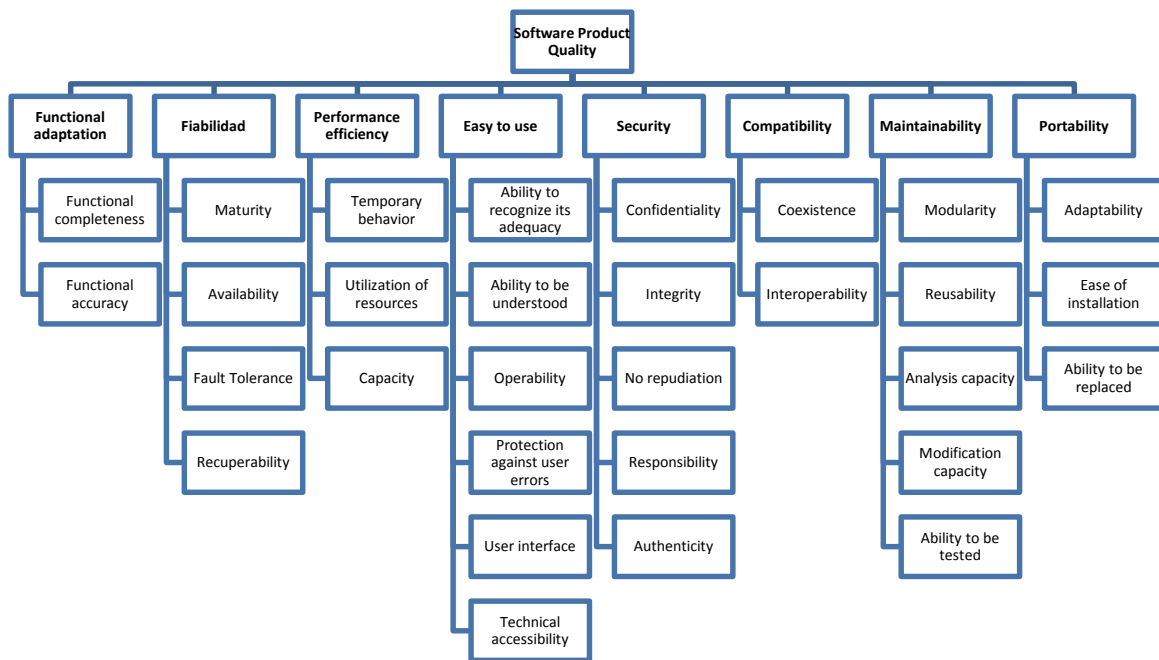 Software Product
Quality
Functional
adaptation
Functional
completeness
Functional
accuracy
Fiabilidad
Maturity
Availability
Fault Tolerance
Recuperability
Performance
efficiency
Temporary
behavior
Utilization of
resources
Capacity
Easy to use
Ability to
recognize its
adequacy
Ability to be
understood
Operability
Protection
against user
errors
User interface
Technical
accessibility
Security
Confidentiality
Integrity
No repudiation
Responsibility
Authenticity
Compatibility
Coexistence
Interoperability
Maintainability
Modularity
Reusability
Analysis capacity
Modification
capacity
Ability to be
tested
Portability
Adaptability
Ease of
installation
Ability to be
replaced